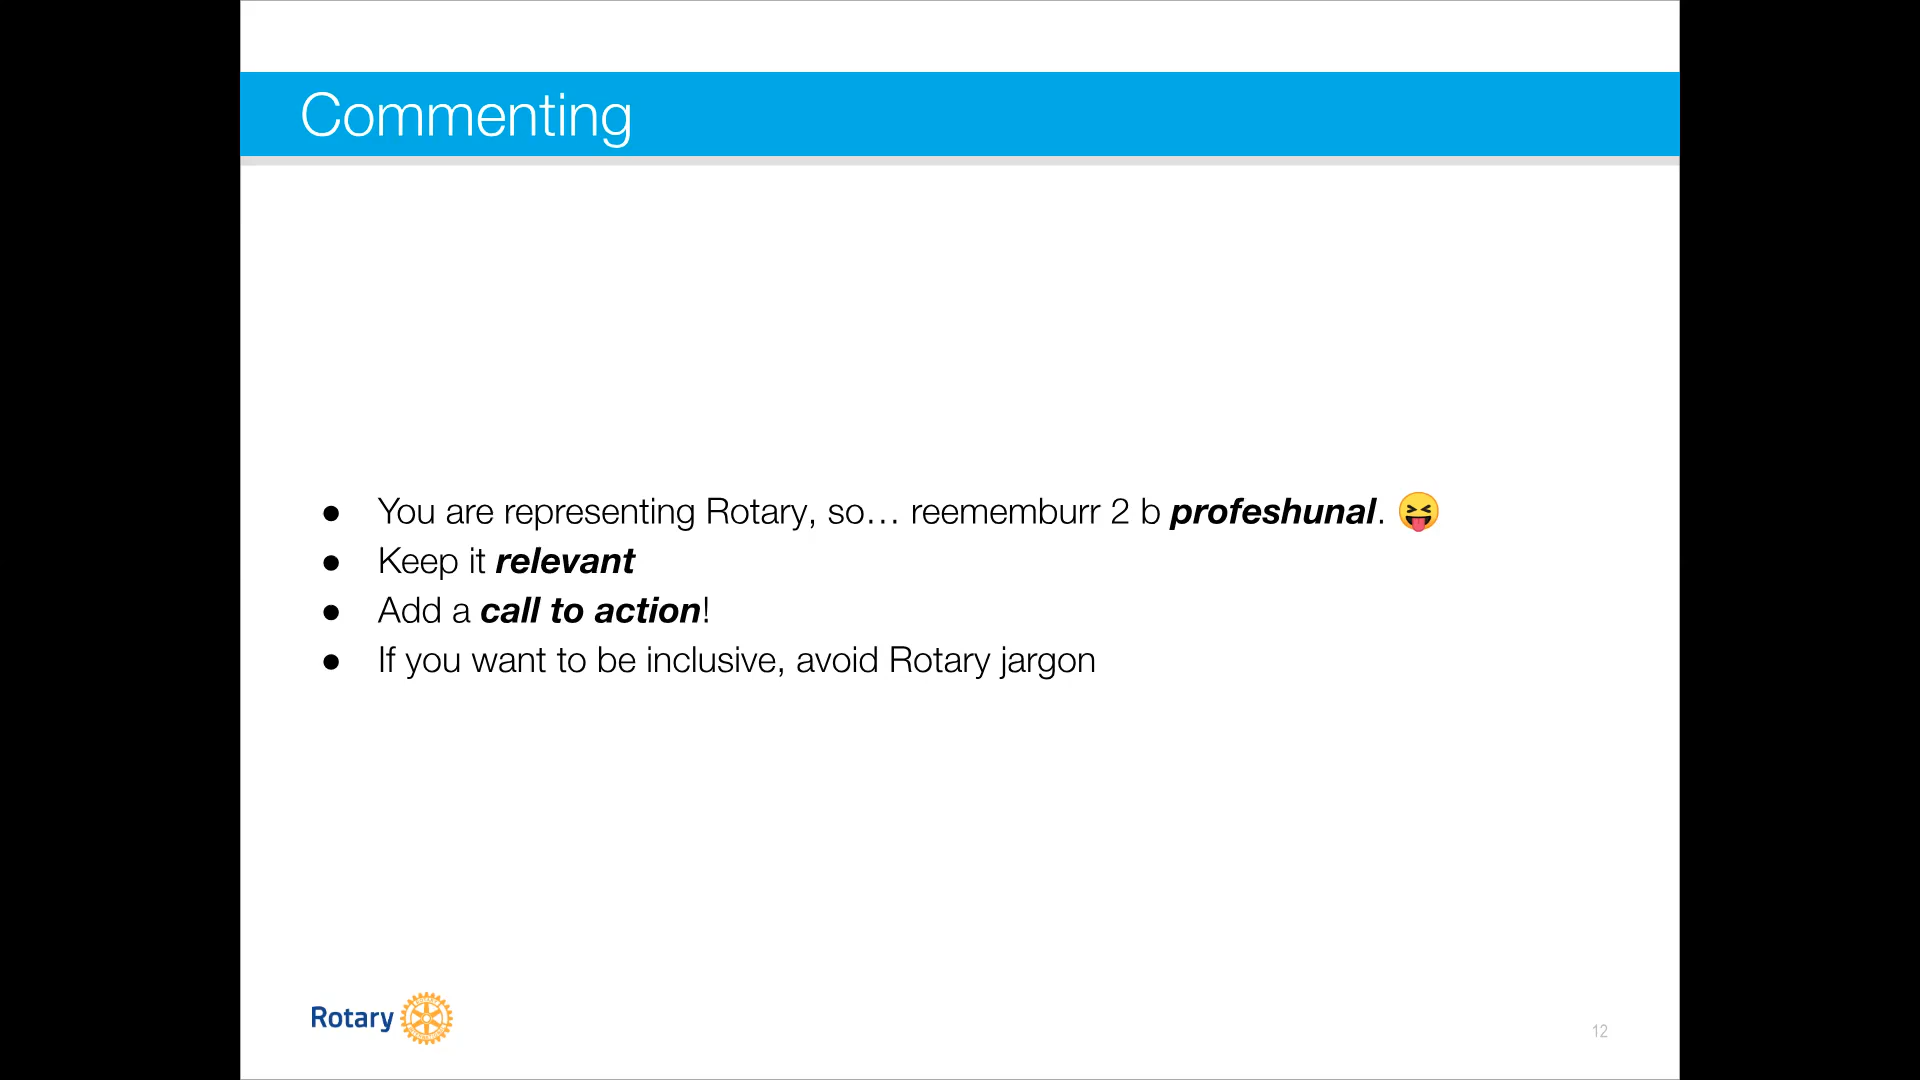 Commenting
● You are representing Rotary, so… reememburr 2 b profeshunal. 😝
● Keep it relevant
● Add a call to action!
● If you want to be inclusive, avoid Rotary jargon
Rotary
12